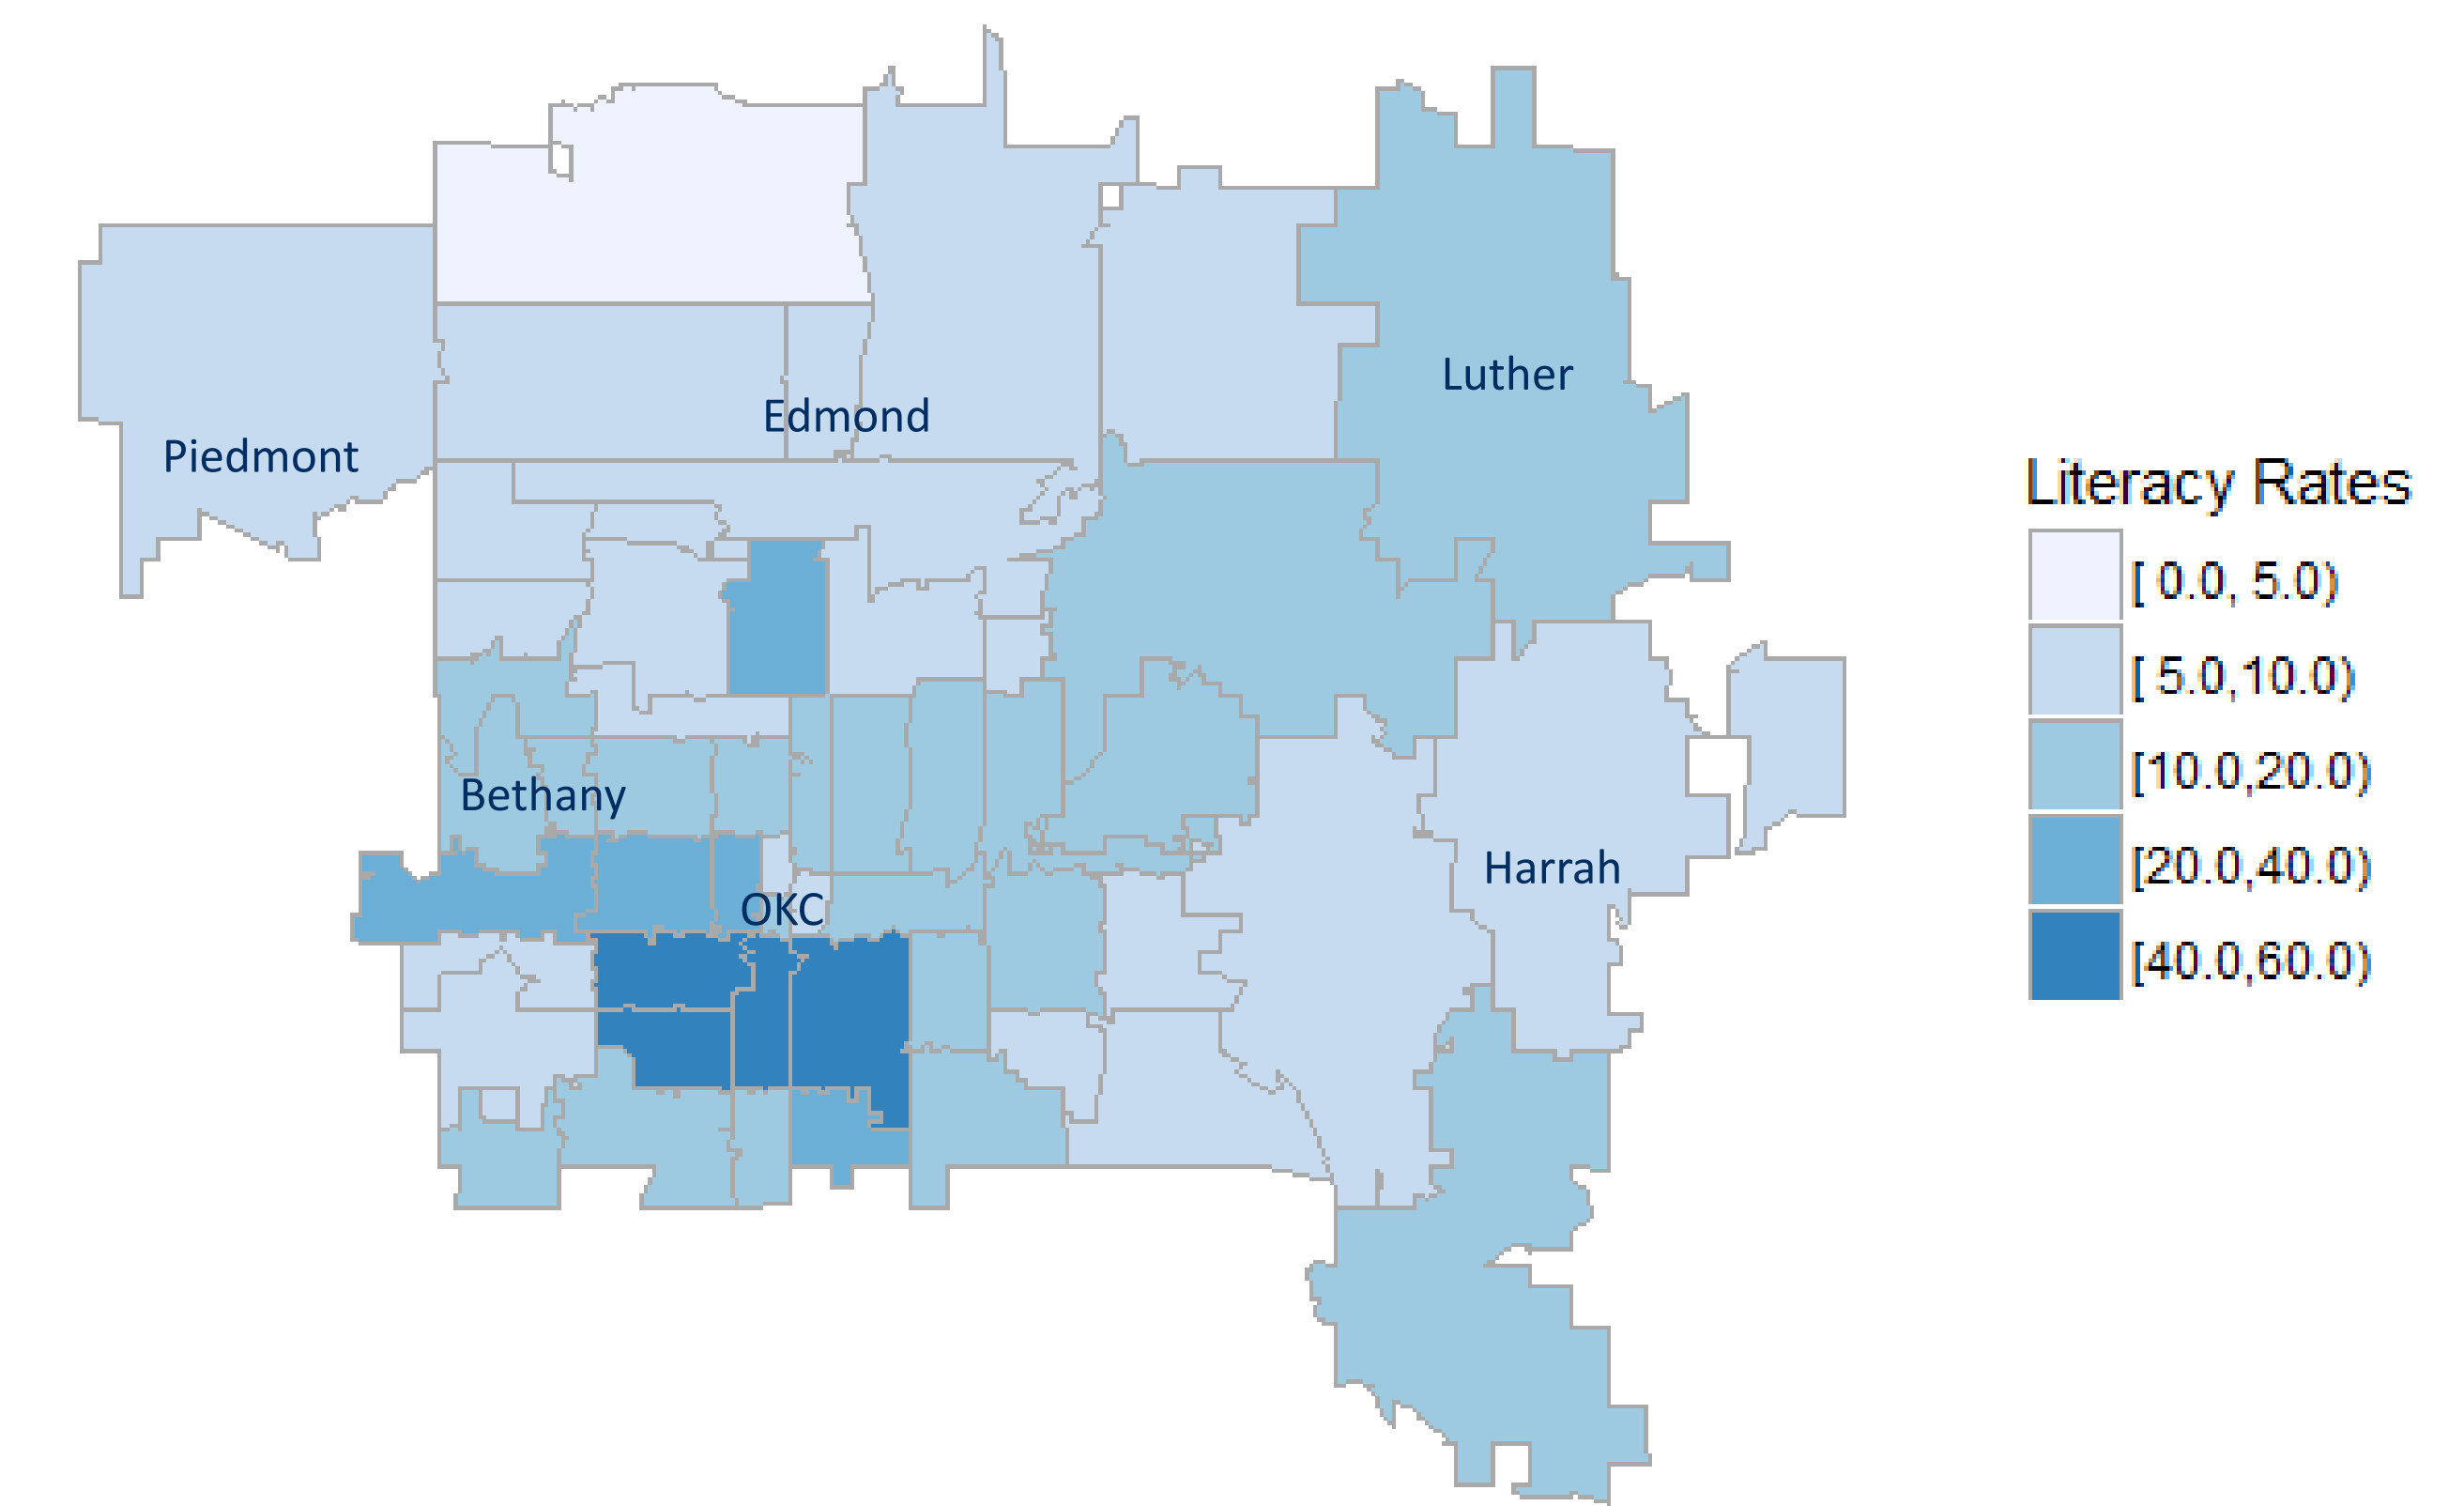 Luther
Edmond
Piedmont
Bethany
Harrah
OKC
Literacy Rates
[ 0.0, 5.0)
[ 5.0,10.0)
[10.0,20.0)
[20.0,40.0)
[40.0,60.0)